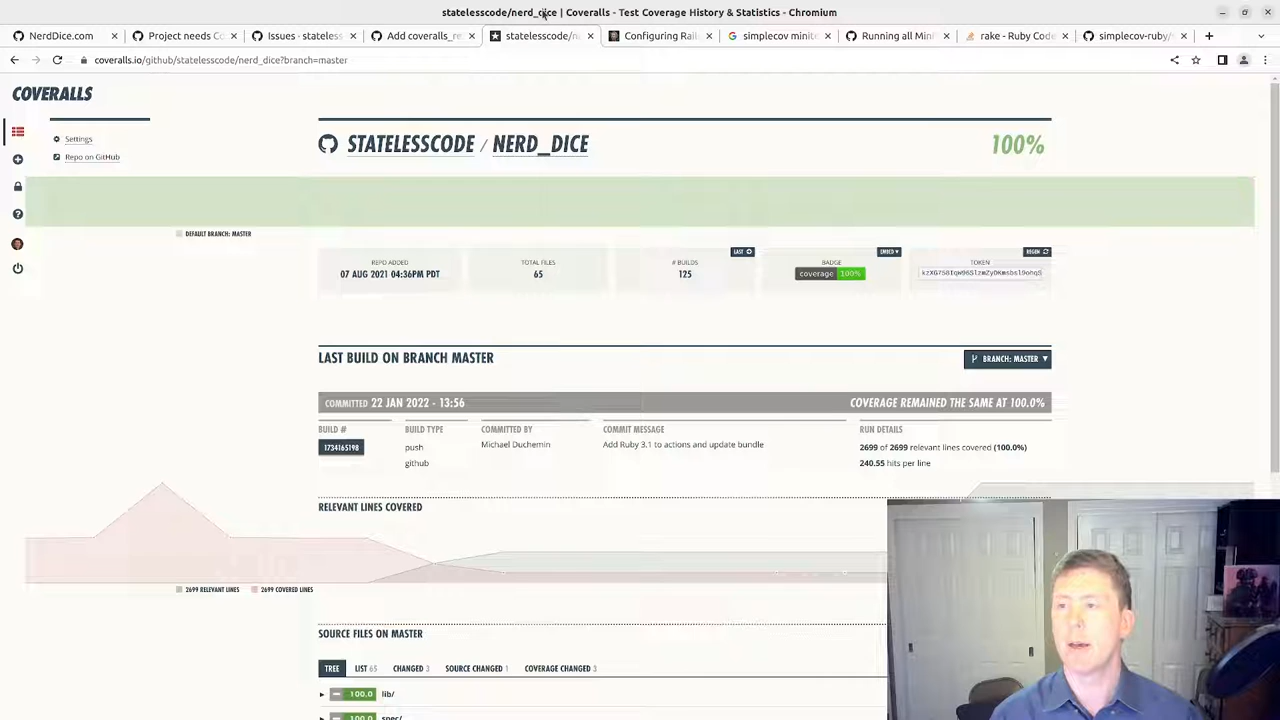 statelesscode/nerd_dice | Coveralls - Test Coverage History & Statistics - Chromium
NerdDice.com
Project needs Co
Issues · stateless
Add coveralls_re
statelesscode/n
Configuring Rail
simplecov minite
Running all Mini
rake - Ruby Code
simplecov-ruby/s
coveralls.io/github/statelesscode/nerd_dice?branch=master
COVERALLS
Settings
Repo on GitHub
STATELESSCODE / NERD_DICE
100%
DEFAULT BRANCH: MASTER
LAST
EMBED
REGEN
REPO ADDED
07 AUG 2021 04:36PM PDT
TOTAL FILES
65
# BUILDS
125
BADGE
coverage 100%
TOKEN
LAST BUILD ON BRANCH MASTER
BRANCH: MASTER
COMMITTED 22 JAN 2022 - 13:56
COVERAGE REMAINED THE SAME AT 100.0%
BUILD #
BUILD TYPE
COMMITTED BY
COMMIT MESSAGE
RUN DETAILS
1734165198
push
github
Michael Duchemin
Add Ruby 3.1 to actions and update bundle
2699 of 2699 relevant lines covered (100.0%)
240.55 hits per line
RELEVANT LINES COVERED
2699 RELEVANT LINES
2699 COVERED LINES
SOURCE FILES ON MASTER
TREE
LIST 65
CHANGED 3
SOURCE CHANGED 1
COVERAGE CHANGED 3
100.0 lib/
100.0 spec/